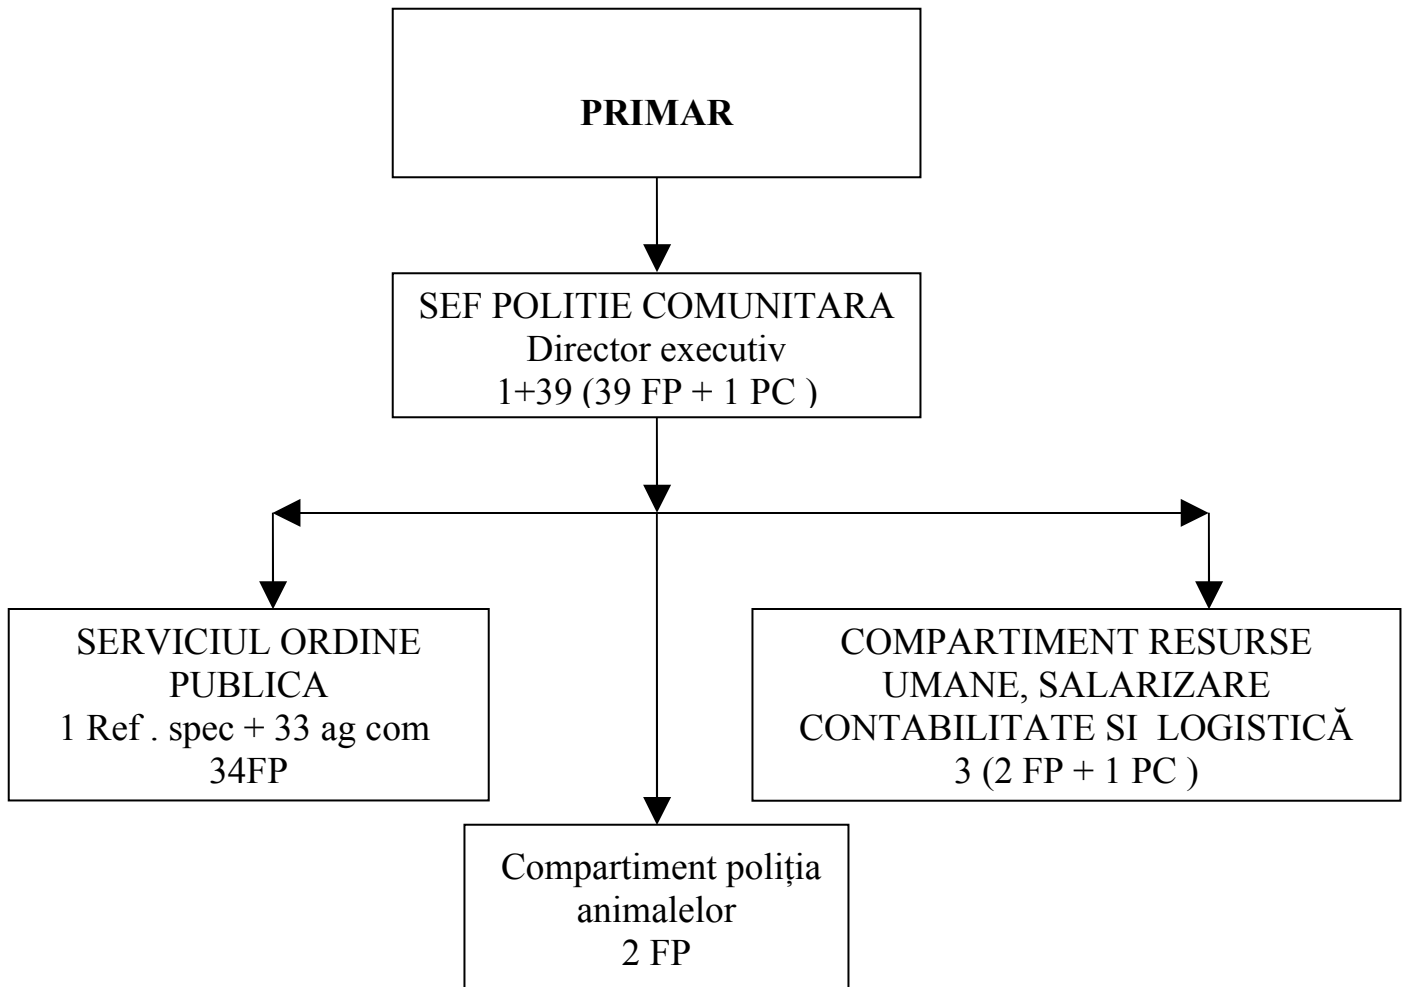 PRIMAR
SEF POLITIE COMUNITARA
Director executiv
1+39 (39 FP + 1 PC )
SERVICIUL ORDINE
PUBLICA
1 Ref . spec + 33 ag com
34FP
COMPARTIMENT RESURSE
UMANE, SALARIZARE
CONTABILITATE SI LOGISTICĂ
3 (2 FP + 1 PC )
Compartiment poliția
animalelor
2 FP